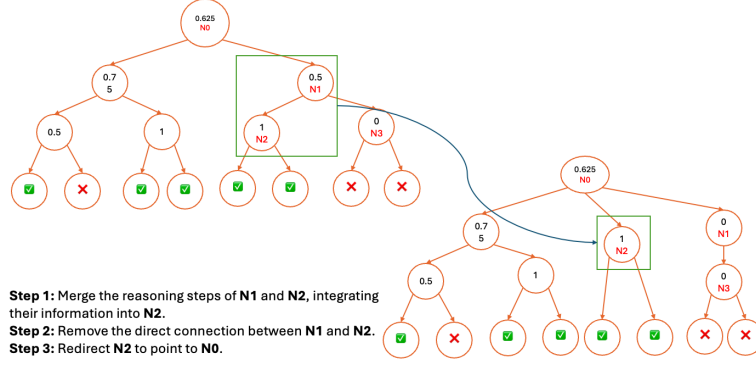 0.625
N0
0.7
5
0.5
N1
0.5
1
1
N2
0
N3
0.625
N0
0.7
5
1
N2
0
N1
0.5
1
0
N3
Step 1: Merge the reasoning steps of N1 and N2, integrating
their information into N2.
Step 2: Remove the direct connection between N1 and N2.
Step 3: Redirect N2 to point to N0.